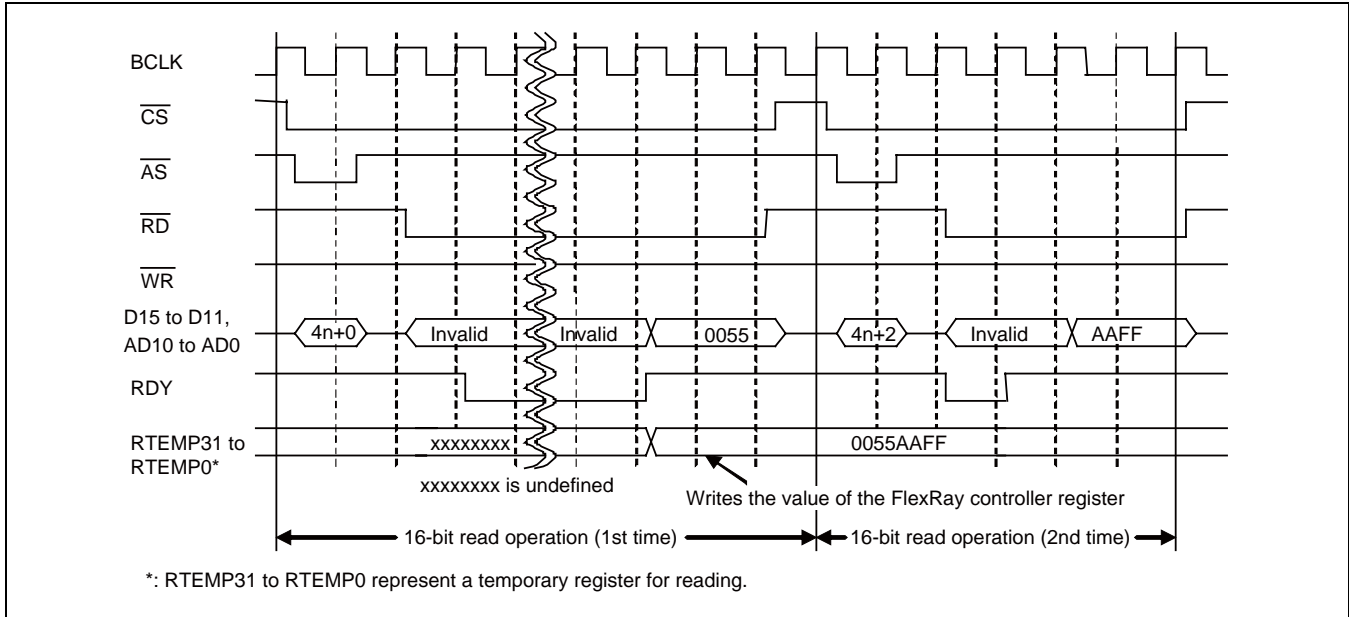 BCLK
CS
AS
RD
WR
D15 to D11,
AD10 to AD0
4n+0 Invalid Invalid 0055 4n+2 Invalid AAFF
RDY
RTEMP31 to
RTEMP0*
xxxxxxxx 0055AAFF
xxxxxxxx is undefined
Writes the value of the FlexRay controller register
16-bit read operation (1st time) 16-bit read operation (2nd time)
*: RTEMP31 to RTEMP0 represent a temporary register for reading.